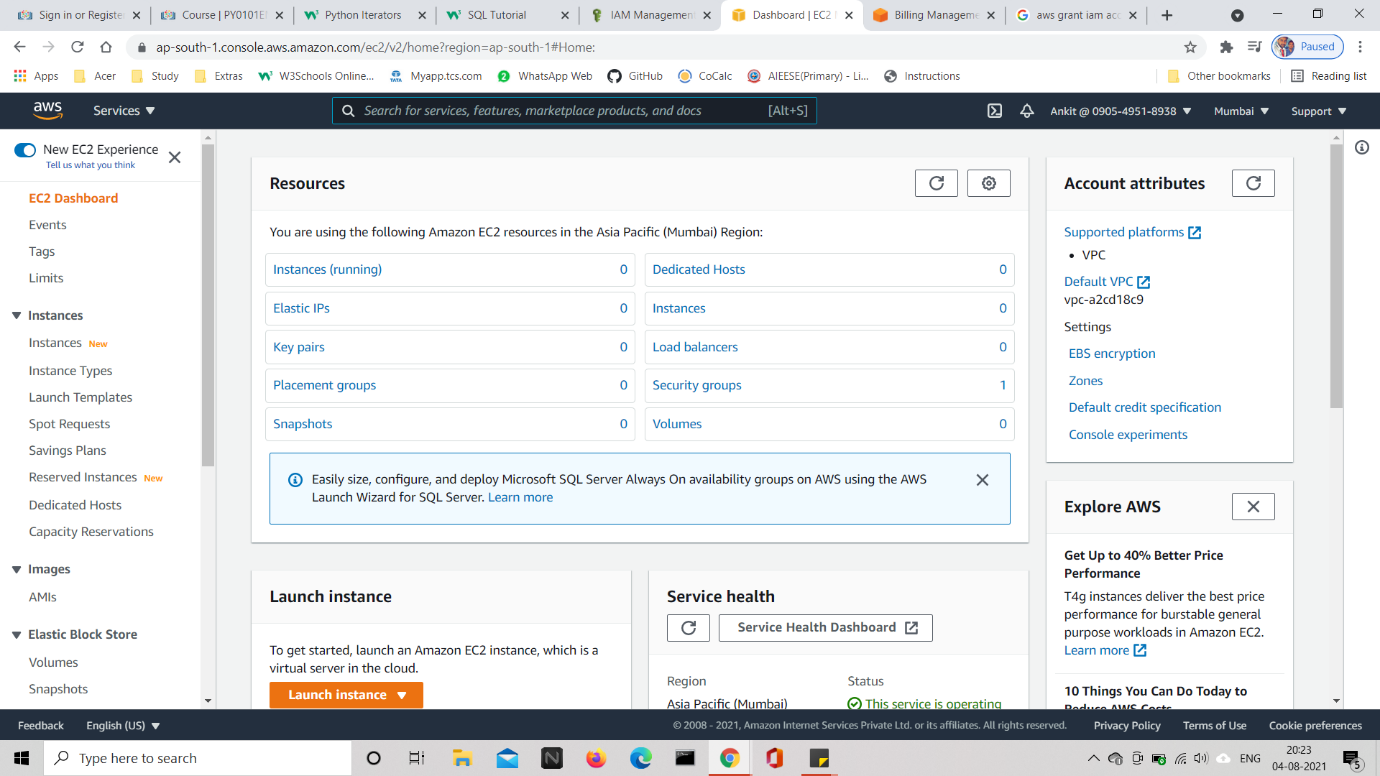 Sign in or Registe
Course | PY0101E
Python Iterators
SQL Tutorial
IAM Management
Dashboard | EC2
Billing Manageme
aws grant iam acc
ap-south-1.console.aws.amazon.com/ec2/v2/home?region=ap-south-1#Home:
Paused
Apps
Acer
Study
Extras
W3Schools Online...
Myapp.tcs.com
WhatsApp Web
GitHub
CoCalc
AIEESE(Primary) - Li...
Instructions
Other bookmarks
Reading list
aws
Services
Search for services, features, marketplace products, and docs
[Alt+S]
Ankit @ 0905-4951-8938
Mumbai
Support
New EC2 Experience
Tell us what you think
EC2 Dashboard
Events
Tags
Limits
Instances
Instances New
Instance Types
Launch Templates
Spot Requests
Savings Plans
Reserved Instances New
Dedicated Hosts
Capacity Reservations
Images
AMIs
Elastic Block Store
Volumes
Snapshots
Resources
You are using the following Amazon EC2 resources in the Asia Pacific (Mumbai) Region:
Instances (running) 0
Dedicated Hosts 0
Elastic IPs 0
Instances 0
Key pairs 0
Load balancers 0
Placement groups 0
Security groups 1
Snapshots 0
Volumes 0
Easily size, configure, and deploy Microsoft SQL Server Always On availability groups on AWS using the AWS
Launch Wizard for SQL Server. Learn more
Launch instance
To get started, launch an Amazon EC2 instance, which is a
virtual server in the cloud.
Launch instance
Service health
Service Health Dashboard
Region
Status
Asia Pacific (Mumbai)
This service is operating
Account attributes
Supported platforms
• VPC
Default VPC
vpc-a2cd18c9
Settings
EBS encryption
Zones
Default credit specification
Console experiments
Explore AWS
Get Up to 40% Better Price
Performance
T4g instances deliver the best price
performance for burstable general
purpose workloads in Amazon EC2.
Learn more
10 Things You Can Do Today to
Reduce AWS Costs
Feedback
English (US)
© 2008 - 2021, Amazon Internet Services Private Ltd. or its affiliates. All rights reserved.
Privacy Policy
Terms of Use
Cookie preferences
Type here to search
ENG
20:23
04-08-2021
5